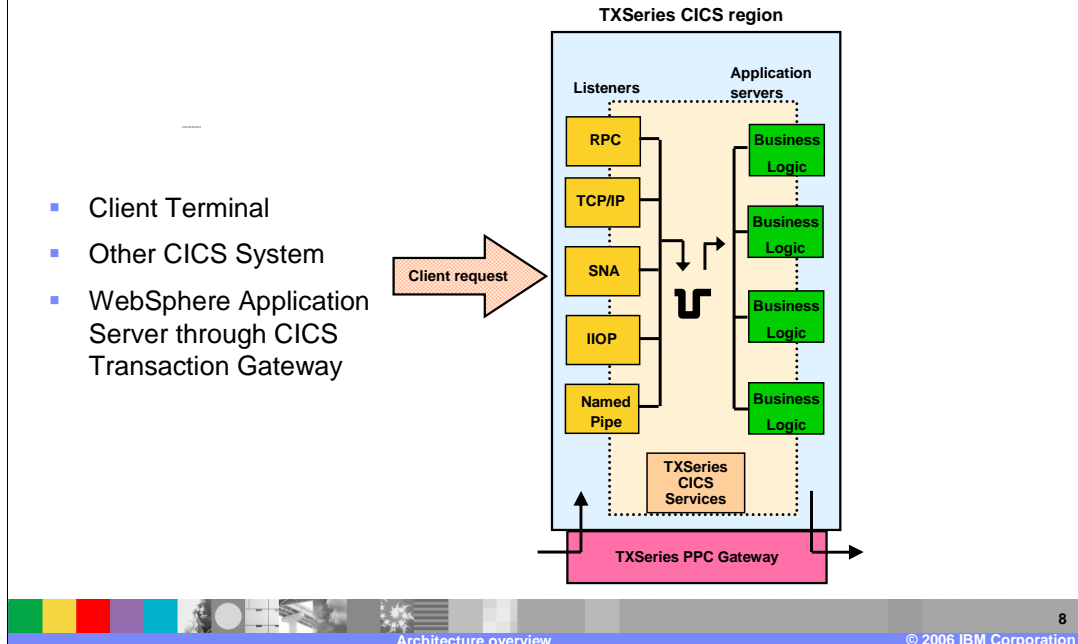 TXSeries CICS region
Listeners
Application
servers
RPC
TCP/IP
SNA
IIOP
Named
Pipe
Business
Logic
Business
Logic
Business
Logic
Business
Logic
TXSeries
CICS
Services
TXSeries PPC Gateway
Client request
Client Terminal
Other CICS System
WebSphere Application
Server through CICS
Transaction Gateway
8
Architecture overview
© 2006 IBM Corporation